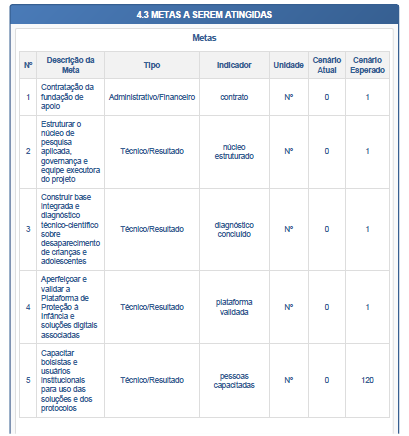 4.3 METAS A SEREM ATINGIDAS
Metas
Nº Descrição da Meta Tipo Indicador Unidade Cenário Atual Cenário Esperado
1 Contratação da fundação de apoio Administrativo/Financeiro contrato Nº 0 1
2 Estruturar o núcleo de pesquisa aplicada, governança e equipe executora do projeto Técnico/Resultado núcleo estruturado Nº 0 1
3 Construir base integrada e diagnóstico técnico-científico sobre desaparecimento de crianças e adolescentes Técnico/Resultado diagnóstico concluído Nº 0 1
4 Aperfeiçoar e validar a Plataforma de Proteção à Infância e soluções digitais associadas Técnico/Resultado plataforma validada Nº 0 1
5 Capacitar bolsistas e usuários institucionais para uso das soluções e dos protocolos Técnico/Resultado pessoas capacitadas Nº 0 120